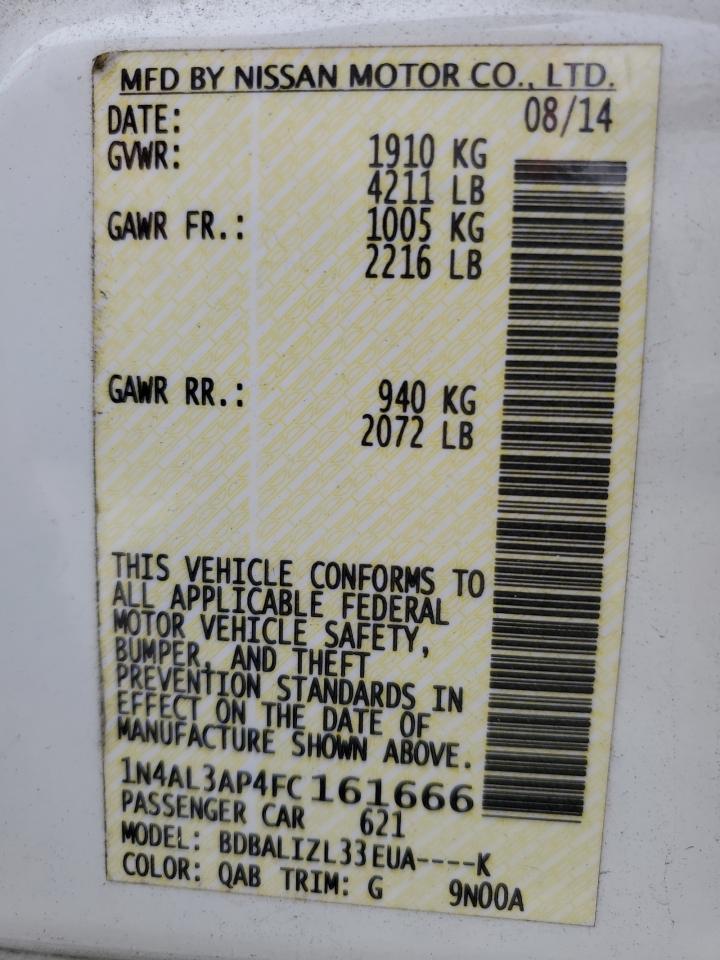 MFD BY NISSAN MOTOR CO., LTD.
DATE: 08/14
GVWR: 1910 KG
4211 LB
GAWR FR.: 1005 KG
2216 LB
GAWR RR.: 940 KG
2072 LB
THIS VEHICLE CONFORMS TO
ALL APPLICABLE FEDERAL
MOTOR VEHICLE SAFETY,
BUMPER, AND THEFT
PREVENTION STANDARDS IN
EFFECT ON THE DATE OF
MANUFACTURE SHOWN ABOVE.
1N4AL3AP4FC161666
PASSENGER CAR 621
MODEL: BDBALIZL33EUA----K
COLOR: QAB TRIM: G 9N00A